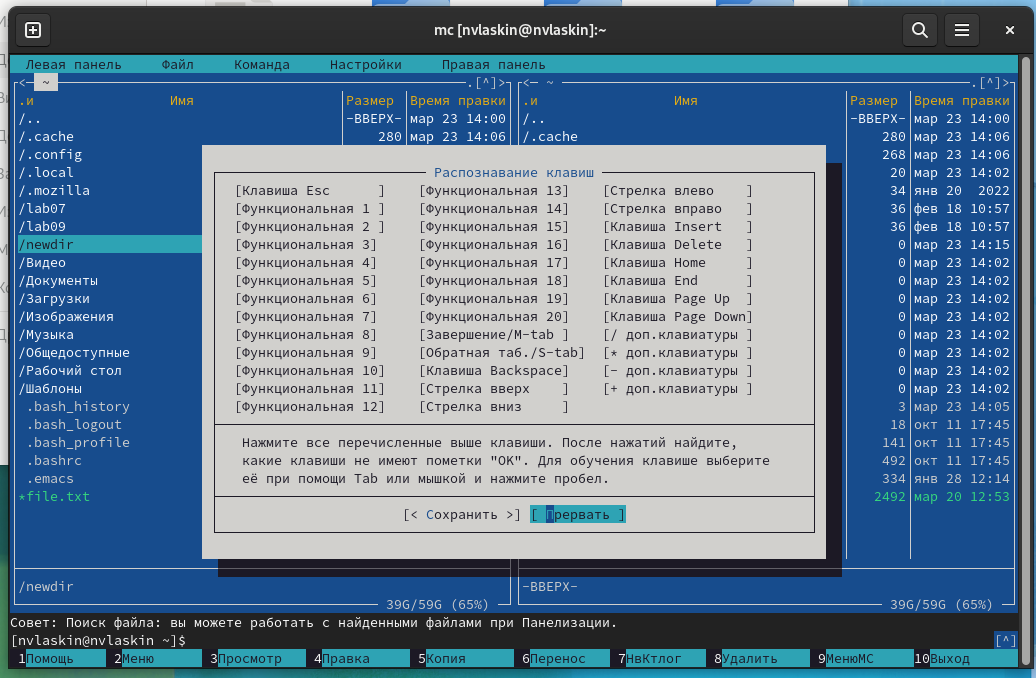 mc [nvlaskin@nvlaskin]:~
Левая панель Файл Команда Настройки Правая панель
<─ ~ .[^]> <─ ~ .[^]>
.и Имя Размер Время правки .и Имя Размер Время правки
/.. -ВВЕРХ- мар 23 14:00 /.. -ВВЕРХ- мар 23 14:00
/.cache 280 мар 23 14:06 /.cache 280 мар 23 14:06
/.config 268 мар 23 14:06
/.local 20 мар 23 14:02
/.mozilla 34 янв 20 2022
/lab07 36 фев 18 10:57
/lab09 36 фев 18 10:57
/newdir 0 мар 23 14:15
/Видео 0 мар 23 14:02
/Документы 0 мар 23 14:02
/Загрузки 0 мар 23 14:02
/Изображения 0 мар 23 14:02
/Музыка 0 мар 23 14:02
/Общедоступные 0 мар 23 14:02
/Рабочий стол 0 мар 23 14:02
/Шаблоны 0 мар 23 14:02
.bash_history 3 мар 23 14:05
.bash_logout 18 окт 11 17:45
.bash_profile 141 окт 11 17:45
.bashrc 492 окт 11 17:45
.emacs 334 янв 28 12:14
*file.txt 2492 мар 20 12:53
Распознавание клавиш
[Клавиша Esc ] [Функциональная 13] [Стрелка влево ]
[Функциональная 1 ] [Функциональная 14] [Стрелка вправо ]
[Функциональная 2 ] [Функциональная 15] [Клавиша Insert ]
[Функциональная 3] [Функциональная 16] [Клавиша Delete ]
[Функциональная 4] [Функциональная 17] [Клавиша Home ]
[Функциональная 5] [Функциональная 18] [Клавиша End ]
[Функциональная 6] [Функциональная 19] [Клавиша Page Up ]
[Функциональная 7] [Функциональная 20] [Клавиша Page Down]
[Функциональная 8] [Завершение/M-tab ] [/ доп.клавиатуры ]
[Функциональная 9] [Обратная таб./S-tab] [* доп.клавиатуры ]
[Функциональная 10] [Клавиша Backspace] [- доп.клавиатуры ]
[Функциональная 11] [Стрелка вверх ] [+ доп.клавиатуры ]
[Функциональная 12] [Стрелка вниз ]
Нажмите все перечисленные выше клавиши. После нажатий найдите,
какие клавиши не имеют пометки "OK". Для обучения клавише выберите
её при помощи Tab или мышкой и нажмите пробел.
[< Сохранить >] [ Прервать ]
/newdir -ВВЕРХ-
39G/59G (65%) 39G/59G (65%)
Совет: Поиск файла: вы можете работать с найденными файлами при Панелизации.
[nvlaskin@nvlaskin ~]$ [^]
1Помощь 2Меню 3Просмотр 4Правка 5Копия 6Перенос 7НвКтлог 8Удалить 9МенюMC 10Выход